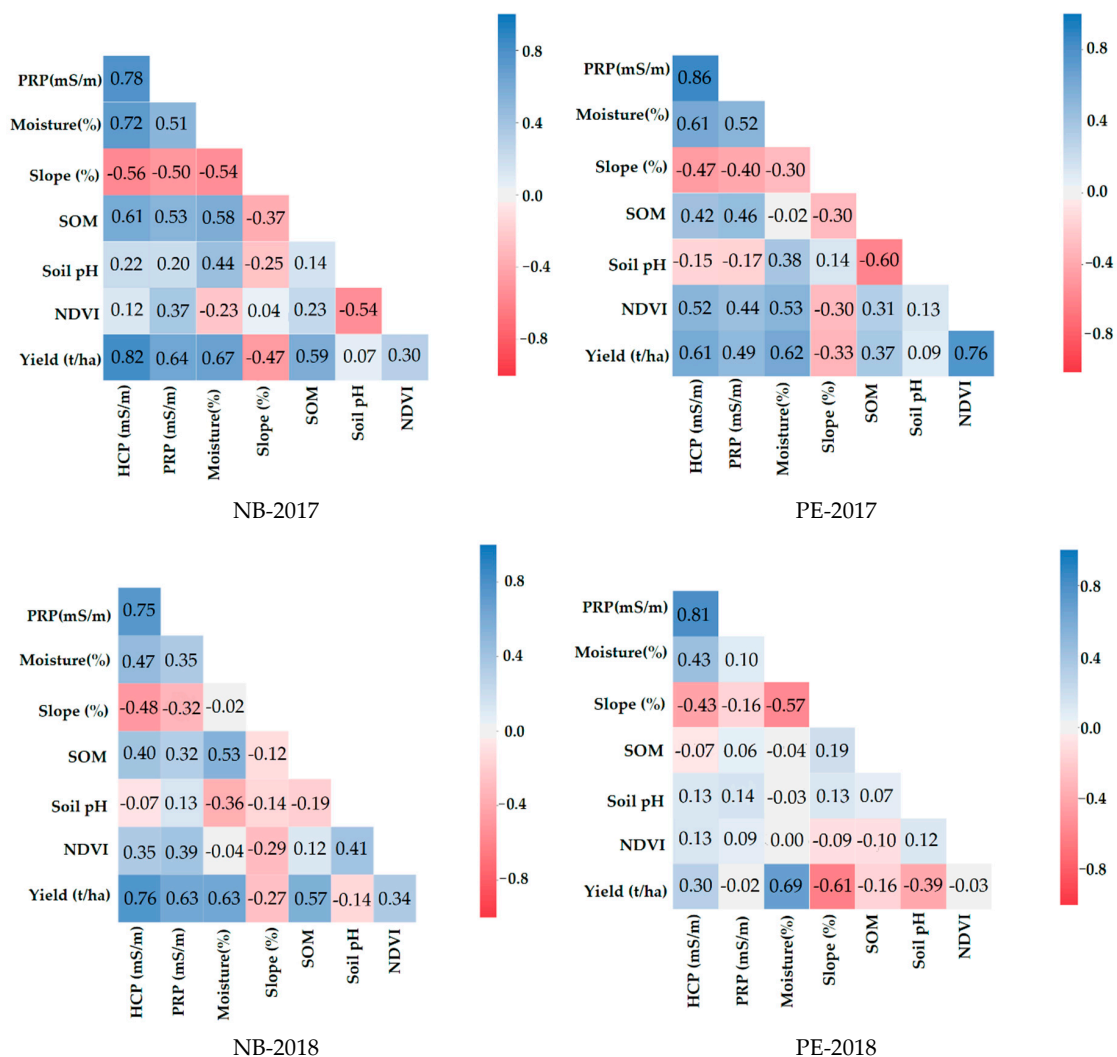 0.8
PRP(mS/m) 0.78
Moisture(%) 0.72 0.51
0.4
Slope (%) -0.56 -0.50 -0.54
0.0
SOM 0.61 0.53 0.58 -0.37
Soil pH 0.22 0.20 0.44 -0.25 0.14
-0.4
NDVI 0.12 0.37 -0.23 0.04 0.23 -0.54
Yield (t/ha) 0.82 0.64 0.67 -0.47 0.59 0.07 0.30
-0.8
HCP (mS/m) PRP (mS/m) Moisture(%) Slope (%) SOM Soil pH NDVI
NB-2017
0.8
PRP(mS/m) 0.86
Moisture(%) 0.61 0.52
0.4
Slope (%) -0.47 -0.40 -0.30
0.0
SOM 0.42 0.46 -0.02 -0.30
Soil pH -0.15 -0.17 0.38 0.14 -0.60
-0.4
NDVI 0.52 0.44 0.53 -0.30 0.31 0.13
Yield (t/ha) 0.61 0.49 0.62 -0.33 0.37 0.09 0.76
-0.8
HCP (mS/m) PRP (mS/m) Moisture(%) Slope (%) SOM Soil pH NDVI
PE-2017
0.8
PRP(mS/m) 0.75
Moisture(%) 0.47 0.35
0.4
Slope (%) -0.48 -0.32 -0.02
0.0
SOM 0.40 0.32 0.53 -0.12
Soil pH -0.07 0.13 -0.36 -0.14 -0.19
-0.4
NDVI 0.35 0.39 -0.04 -0.29 0.12 0.41
Yield (t/ha) 0.76 0.63 0.63 -0.27 0.57 -0.14 0.34
-0.8
HCP (mS/m) PRP (mS/m) Moisture(%) Slope (%) SOM Soil pH NDVI
NB-2018
0.8
PRP(mS/m) 0.81
Moisture(%) 0.43 0.10
0.4
Slope (%) -0.43 -0.16 -0.57
0.0
SOM -0.07 0.06 -0.04 0.19
Soil pH 0.13 0.14 -0.03 0.13 0.07
-0.4
NDVI 0.13 0.09 0.00 -0.09 -0.10 0.12
Yield (t/ha) 0.30 -0.02 0.69 -0.61 -0.16 -0.39 -0.03
-0.8
HCP (mS/m) PRP (mS/m) Moisture(%) Slope (%) SOM Soil pH NDVI
PE-2018